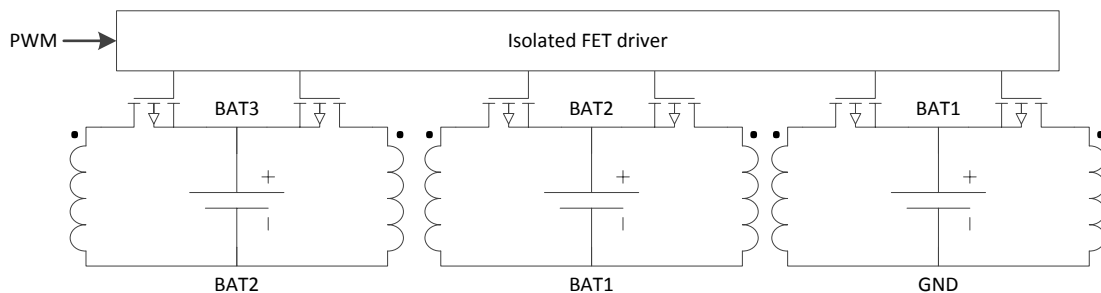 Isolated FET driver
PWM
BAT3
BAT2
BAT1
+
+
+
BAT2
BAT1
GND